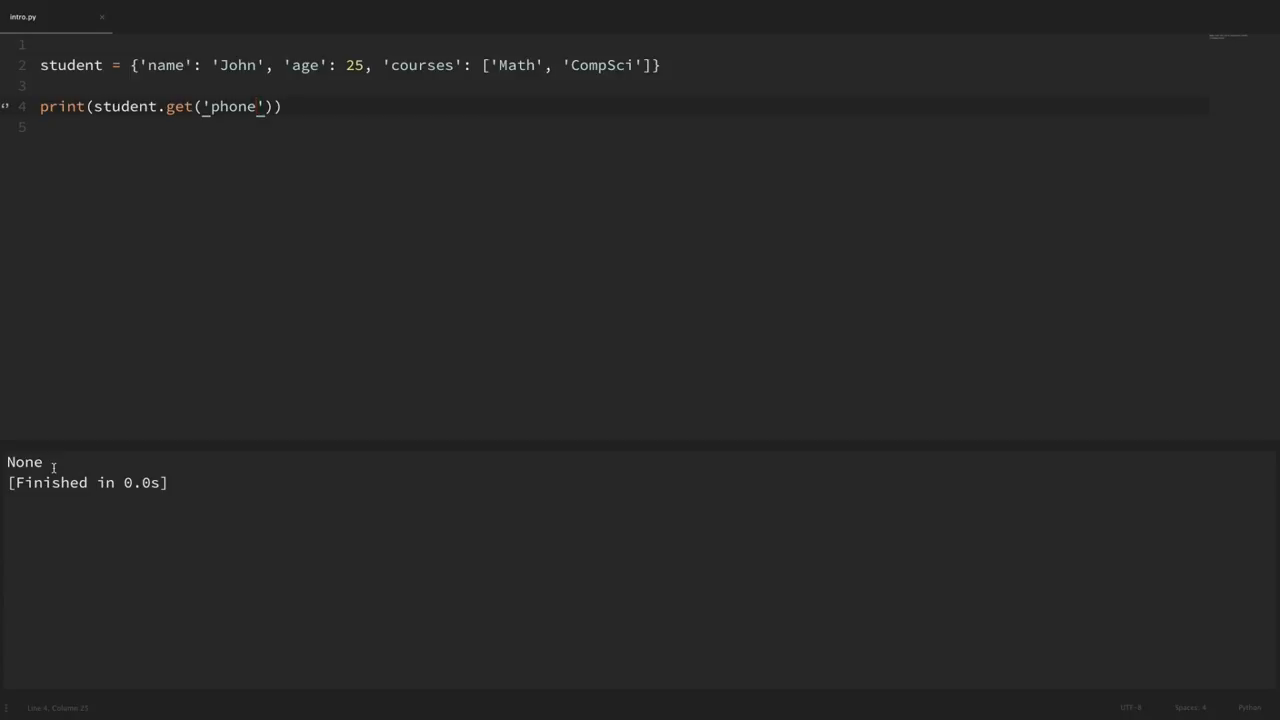 intro.py ×
1
2 student = {'name': 'John', 'age': 25, 'courses': ['Math', 'CompSci']}
3
4 print(student.get('phone'))
5
None
[Finished in 0.0s]
Line 4, Column 25 UTF-8 Spaces: 4 Python